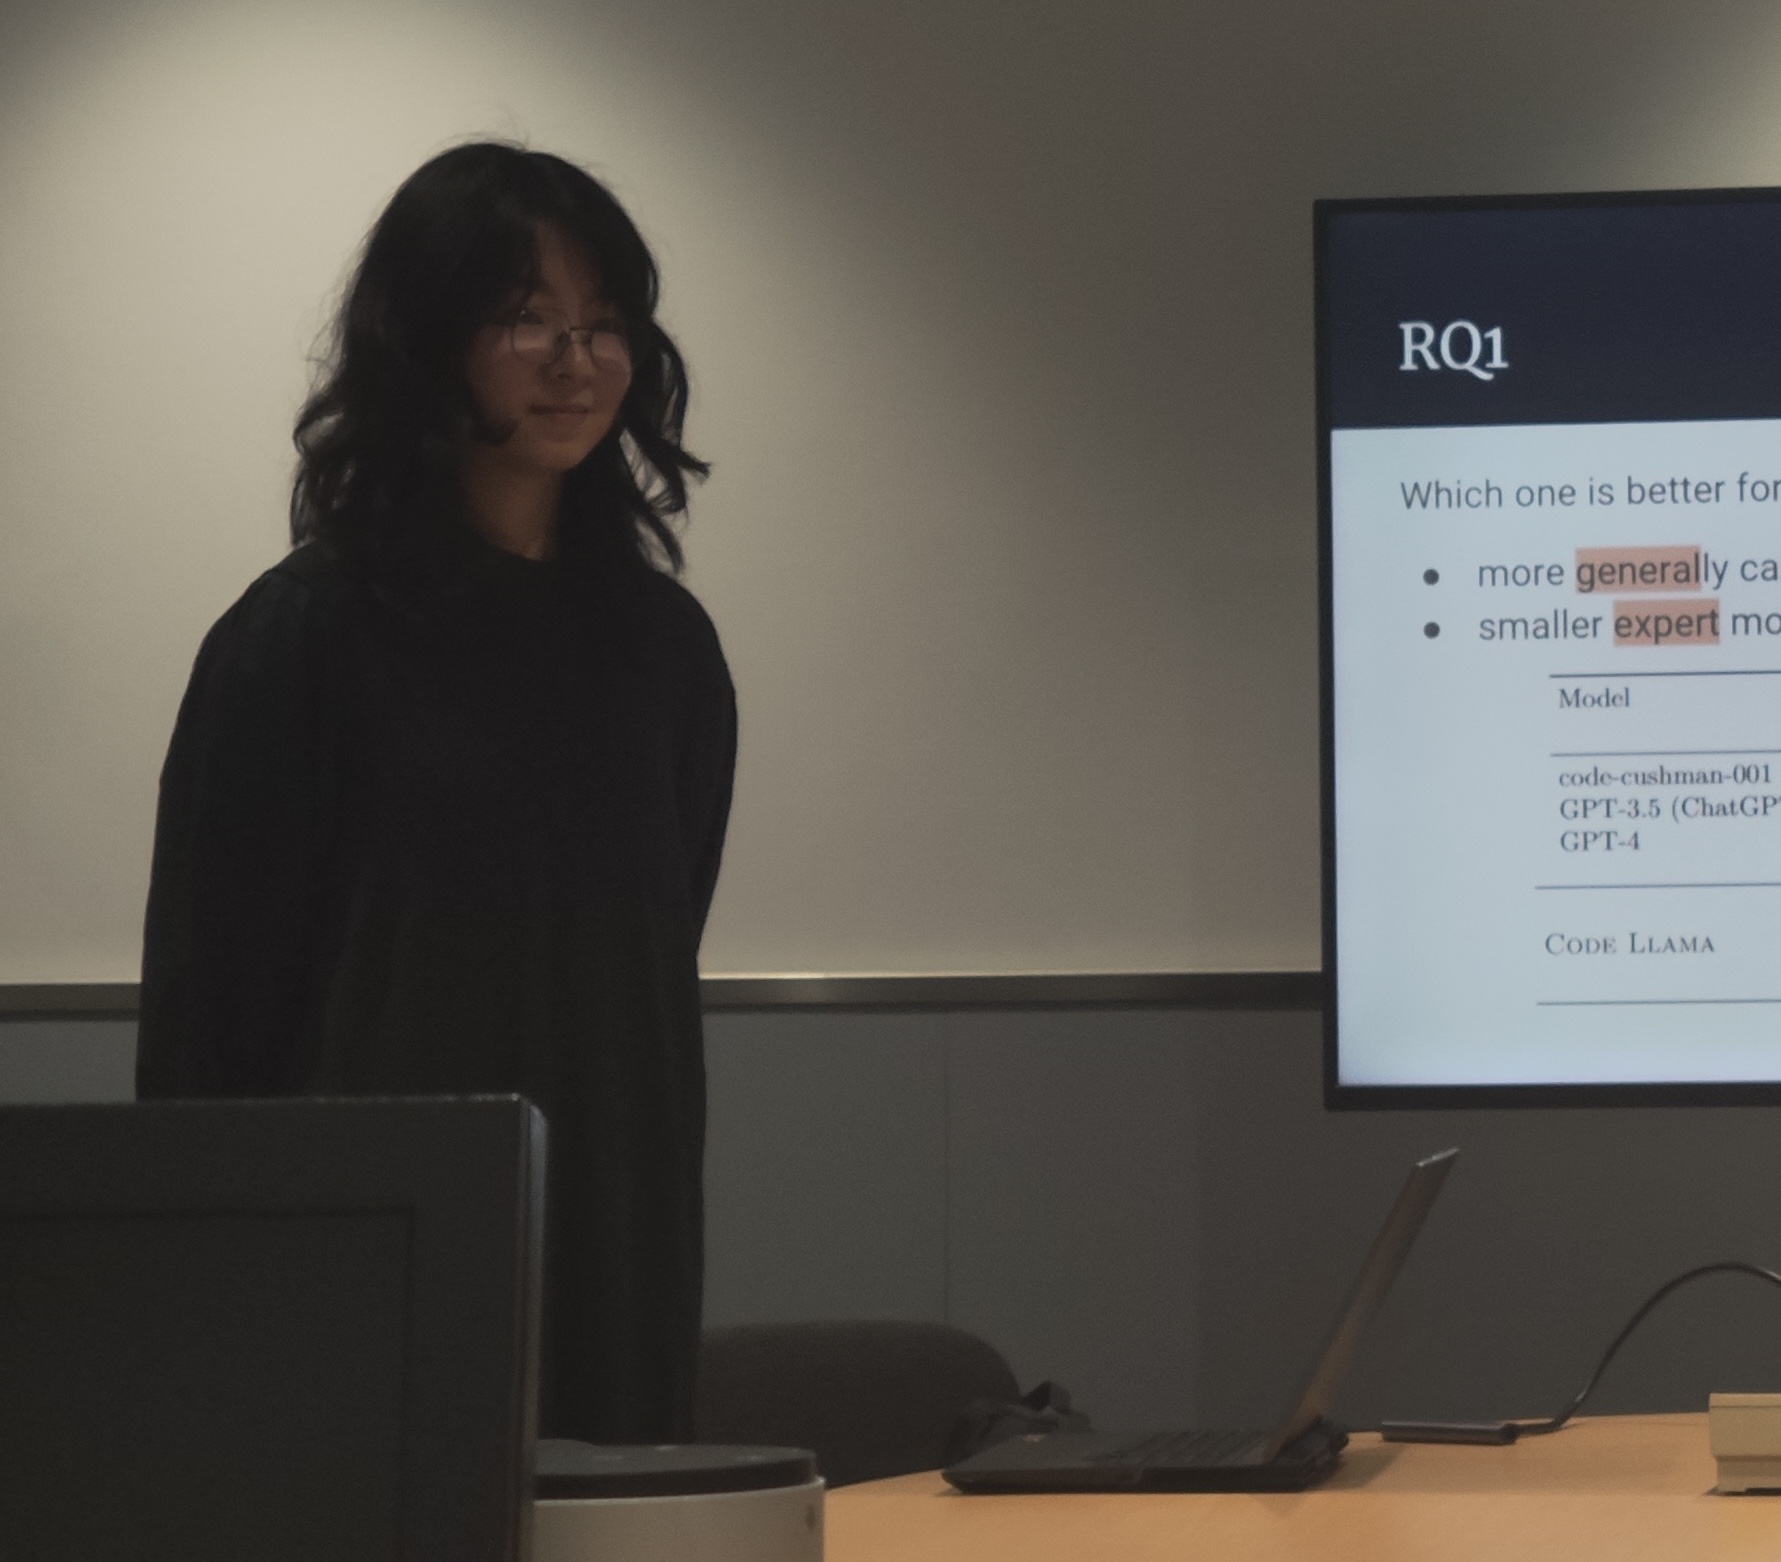 RQ1
Which one is better for
more generally ca
smaller expert mo
Model
code-cushman-001
GPT-3.5 (ChatGPT
GPT-4
CODE LLAMA